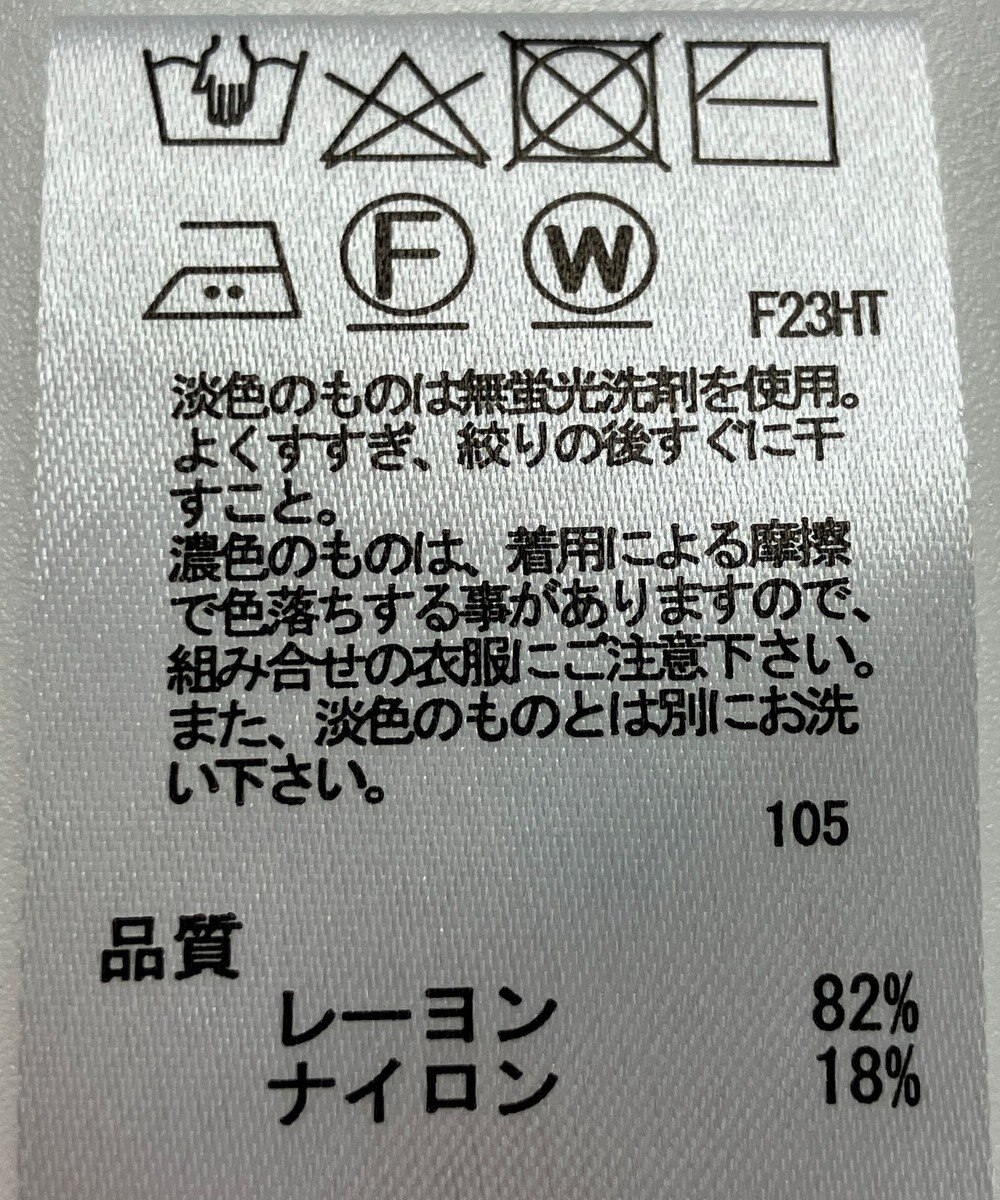 F W
F23HT
淡色のものは無蛍光洗剤を使用。
よくすすぎ、絞りの後すぐに干
すこと。
濃色のものは、着用による摩擦
で色落ちする事がありますので、
組み合せの衣服にご注意下さい。
また、淡色のものとは別にお洗
い下さい。
105
品質
レーヨン 82%
ナイロン 18%